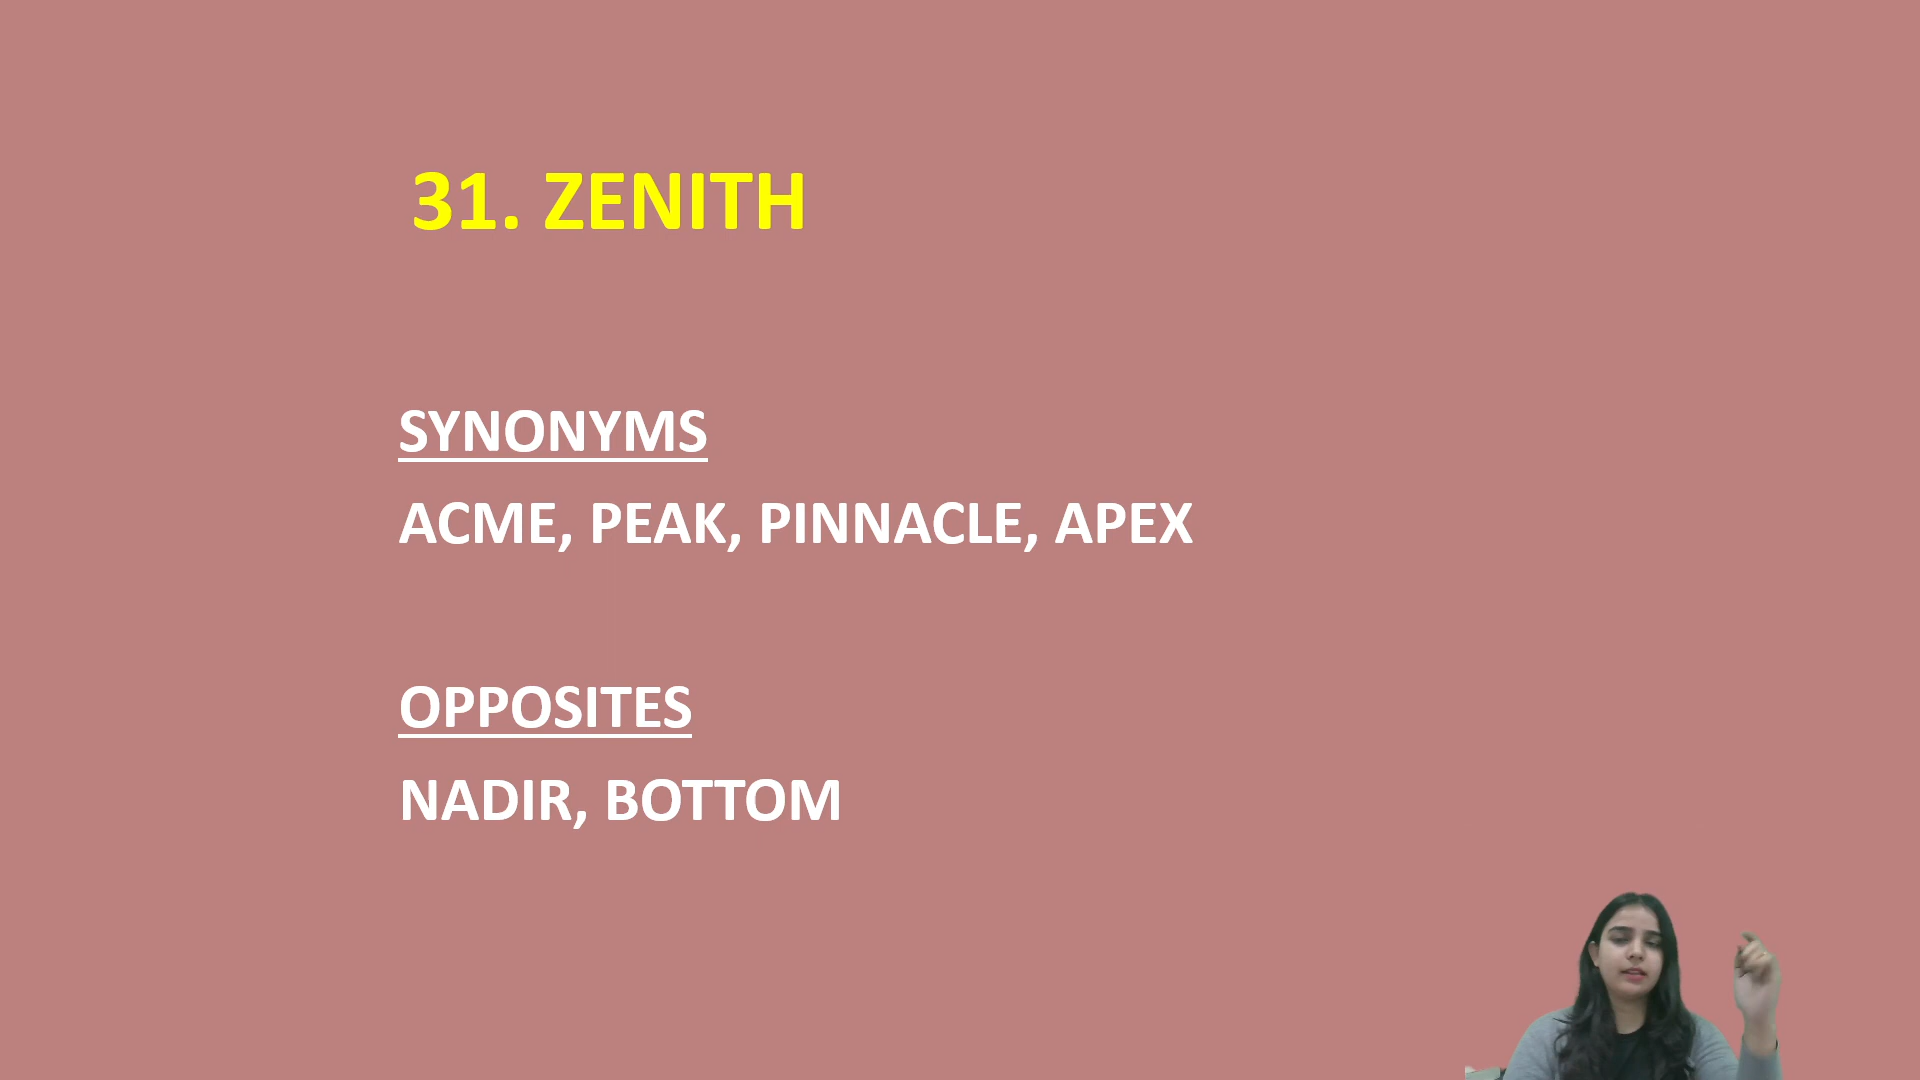 31. ZENITH
SYNONYMS
ACME, PEAK, PINNACLE, APEX
OPPOSITES
NADIR, BOTTOM